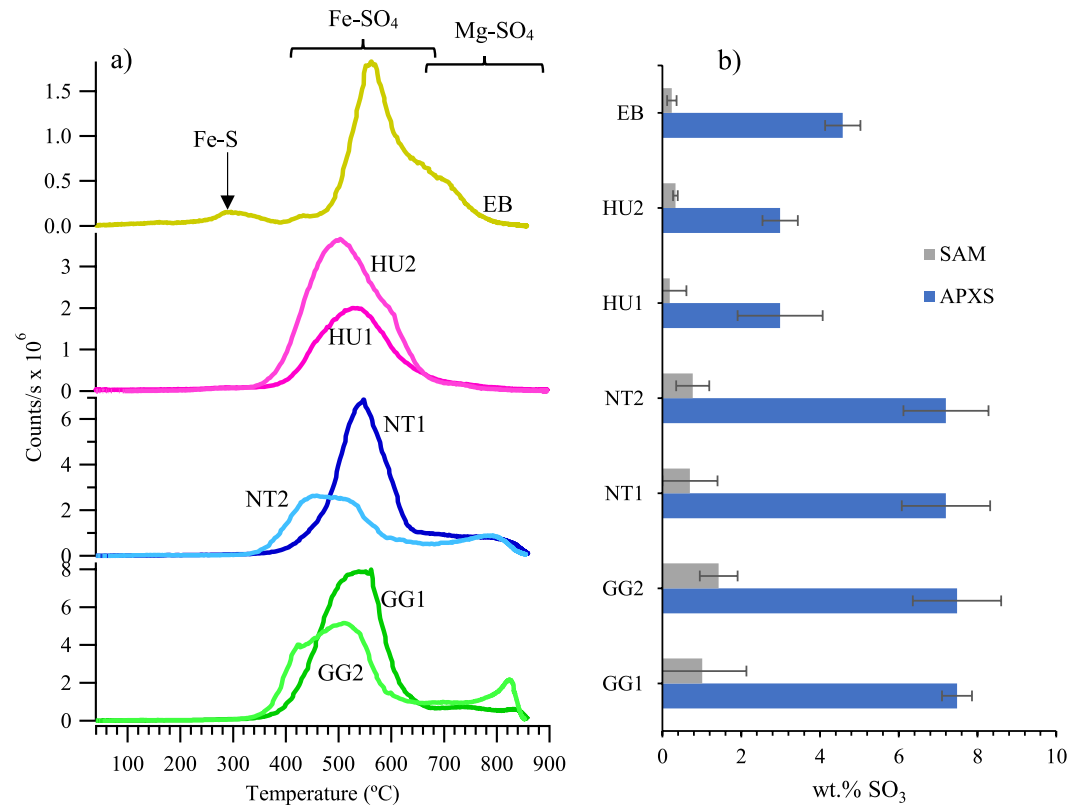 a)
Fe-SO₄
Mg-SO₄
Fe-S
EB
1.5
1.0
0.5
0.0
HU2
HU1
3
2
1
0
NT1
NT2
6
4
2
0
GG1
GG2
8
6
4
2
0
Counts/s x 10⁶
100 200 300 400 500 600 700 800 900
Temperature (ºC)
b)
EB
HU2
HU1
NT2
NT1
GG2
GG1
SAM
APXS
0 2 4 6 8 10
wt.% SO₃